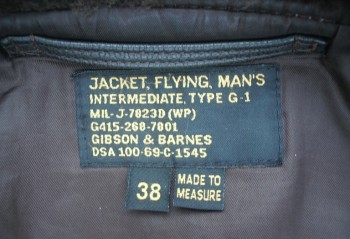 JACKET, FLYING, MAN'S
INTERMEDIATE, TYPE G-1
MIL-J-7823D (WP)
G415-268-7801
GIBSON & BARNES
DSA 100-69-C-1545
38
MADE TO
MEASURE